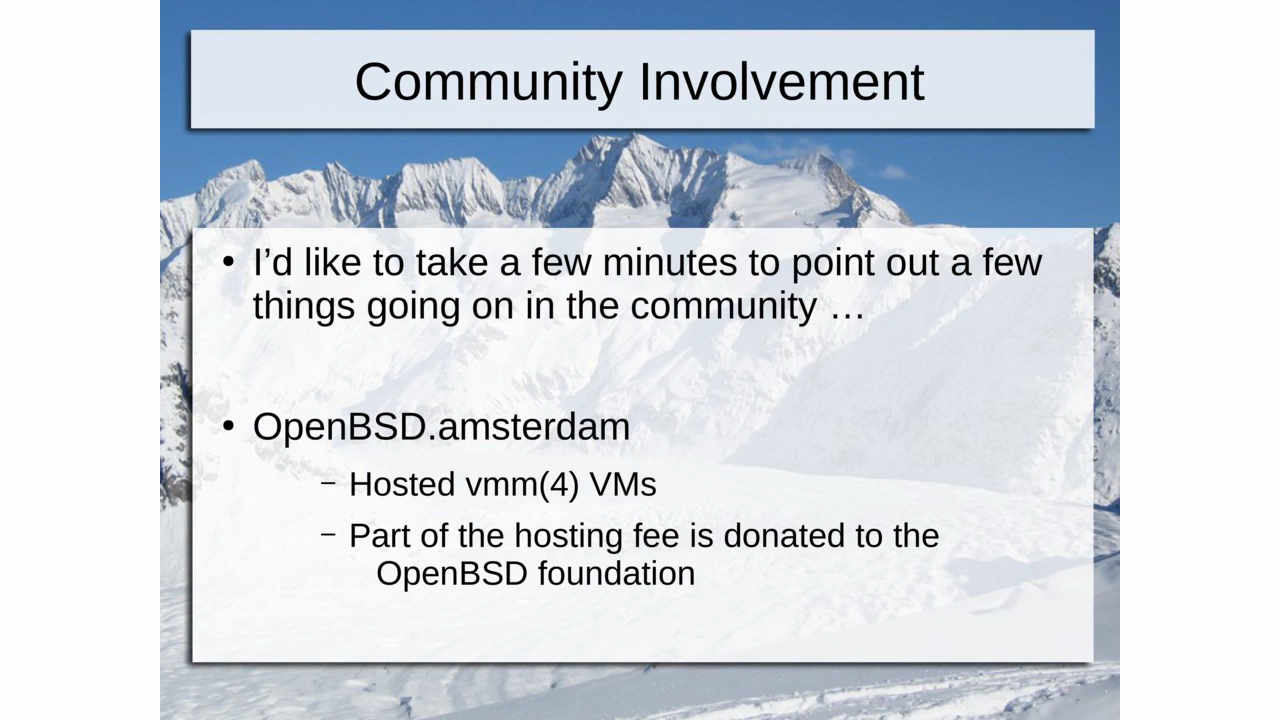 Community Involvement
● I’d like to take a few minutes to point out a few
things going on in the community …
● OpenBSD.amsterdam
– Hosted vmm(4) VMs
– Part of the hosting fee is donated to the
OpenBSD foundation